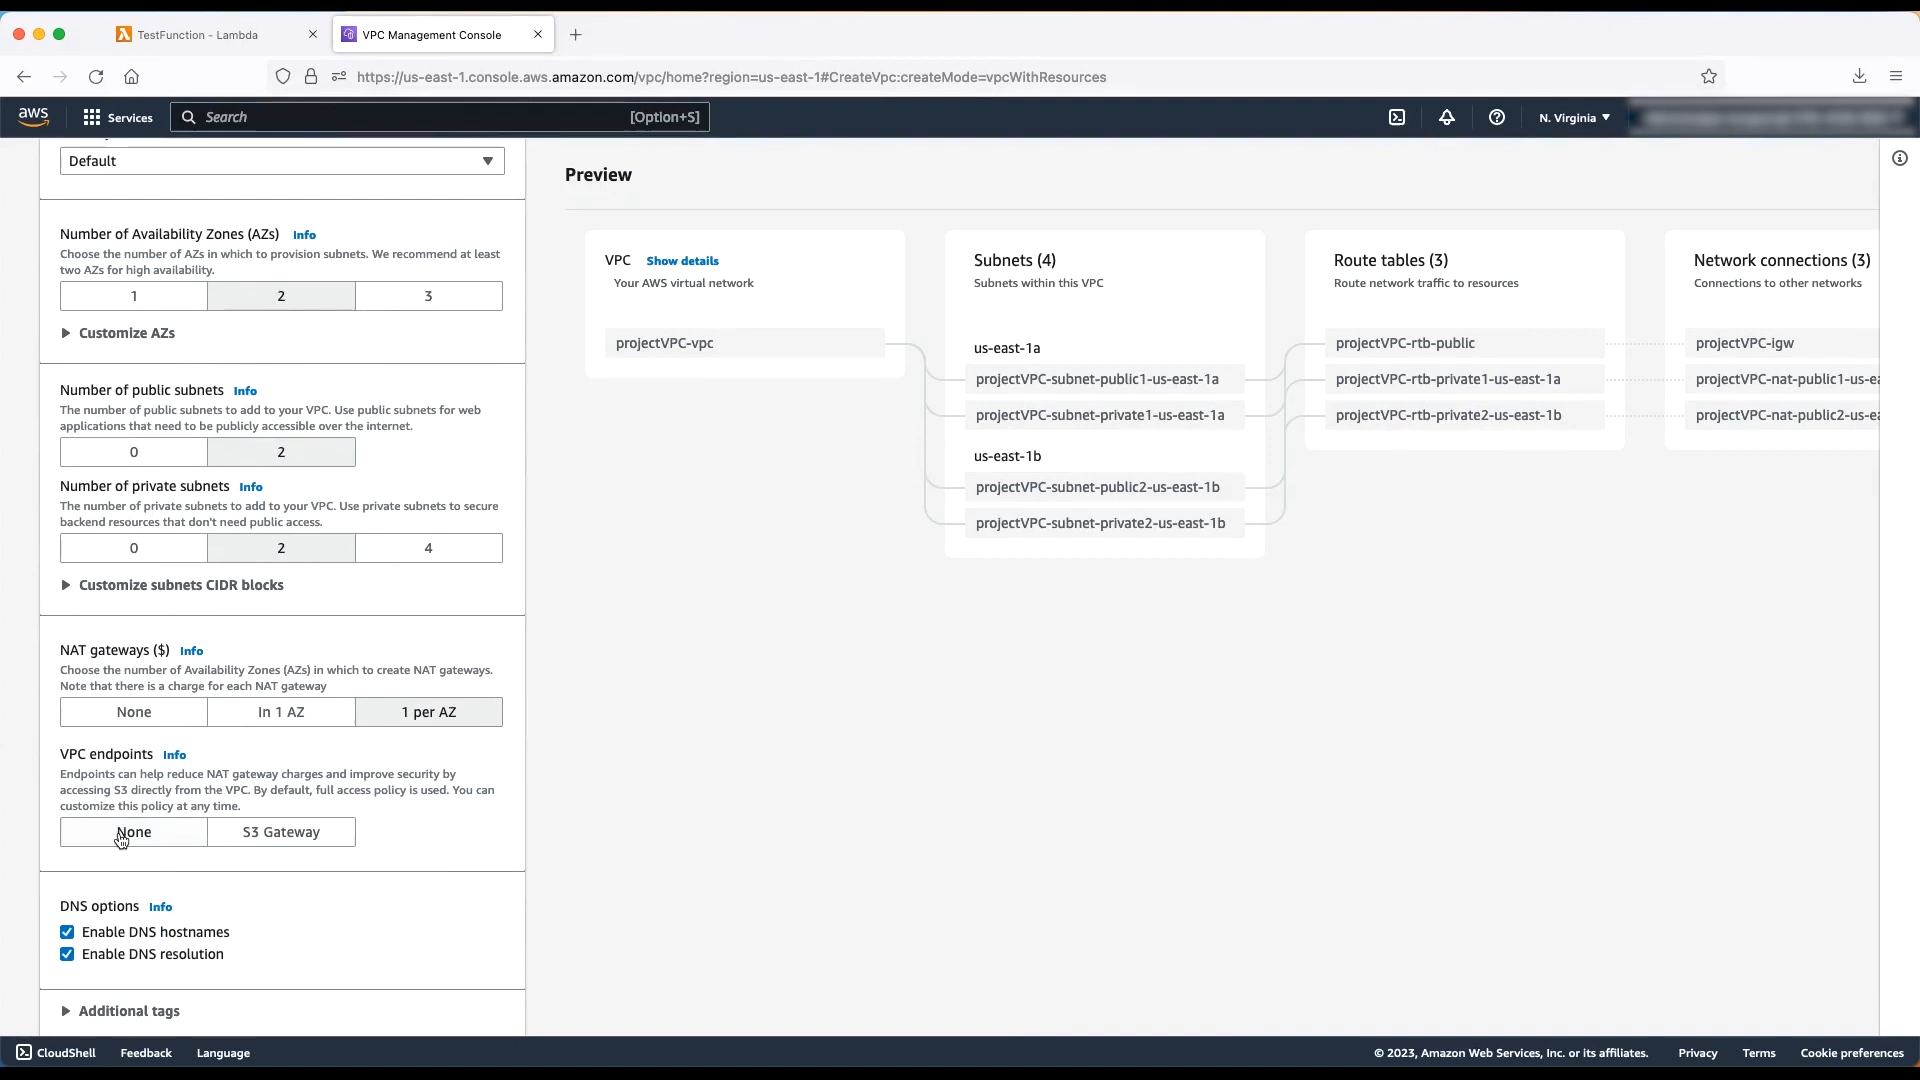 TestFunction - Lambda
VPC Management Console
https://us-east-1.console.aws.amazon.com/vpc/home?region=us-east-1#CreateVpc:createMode=vpcWithResources
aws
Services
Search
[Option+S]
N. Virginia
Default
Number of Availability Zones (AZs) Info
Choose the number of AZs in which to provision subnets. We recommend at least
two AZs for high availability.
1 2 3
Customize AZs
Number of public subnets Info
The number of public subnets to add to your VPC. Use public subnets for web
applications that need to be publicly accessible over the internet.
0 2
Number of private subnets Info
The number of private subnets to add to your VPC. Use private subnets to secure
backend resources that don't need public access.
0 2 4
Customize subnets CIDR blocks
NAT gateways ($) Info
Choose the number of Availability Zones (AZs) in which to create NAT gateways.
Note that there is a charge for each NAT gateway
None In 1 AZ 1 per AZ
VPC endpoints Info
Endpoints can help reduce NAT gateway charges and improve security by
accessing S3 directly from the VPC. By default, full access policy is used. You can
customize this policy at any time.
None S3 Gateway
DNS options Info
Enable DNS hostnames
Enable DNS resolution
Additional tags
Preview
VPC Show details
Your AWS virtual network
projectVPC-vpc
Subnets (4)
Subnets within this VPC
us-east-1a
projectVPC-subnet-public1-us-east-1a
projectVPC-subnet-private1-us-east-1a
us-east-1b
projectVPC-subnet-public2-us-east-1b
projectVPC-subnet-private2-us-east-1b
Route tables (3)
Route network traffic to resources
projectVPC-rtb-public
projectVPC-rtb-private1-us-east-1a
projectVPC-rtb-private2-us-east-1b
Network connections (3)
Connections to other networks
projectVPC-igw
projectVPC-nat-public1-us-ea
projectVPC-nat-public2-us-ea
CloudShell Feedback Language
© 2023, Amazon Web Services, Inc. or its affiliates. Privacy Terms Cookie preferences